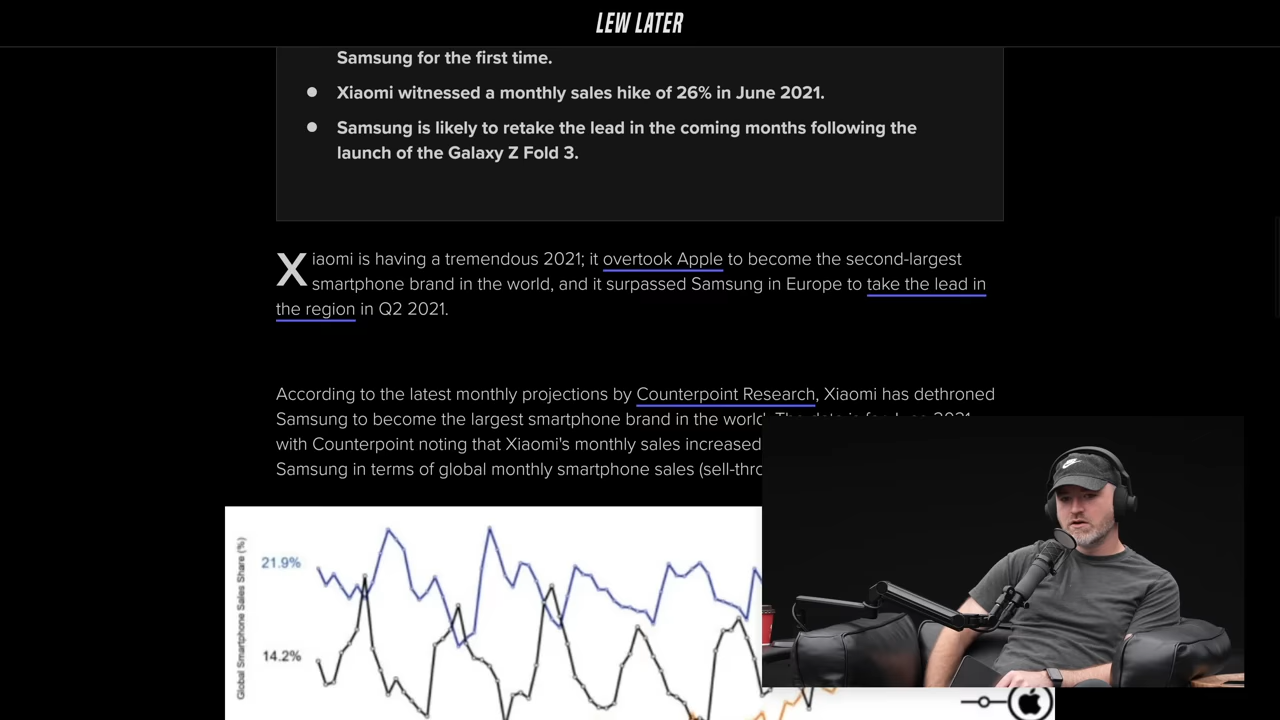 LEW LATER
Samsung for the first time.
Xiaomi witnessed a monthly sales hike of 26% in June 2021.
Samsung is likely to retake the lead in the coming months following the
launch of the Galaxy Z Fold 3.
Xiaomi is having a tremendous 2021; it overtook Apple to become the second-largest
smartphone brand in the world, and it surpassed Samsung in Europe to take the lead in
the region in Q2 2021.
According to the latest monthly projections by Counterpoint Research, Xiaomi has dethroned
Samsung to become the largest smartphone brand in the world.
with Counterpoint noting that Xiaomi's monthly sales increased
Samsung in terms of global monthly smartphone sales
Global Smartphone Sales Share (%)
21.9%
14.2%